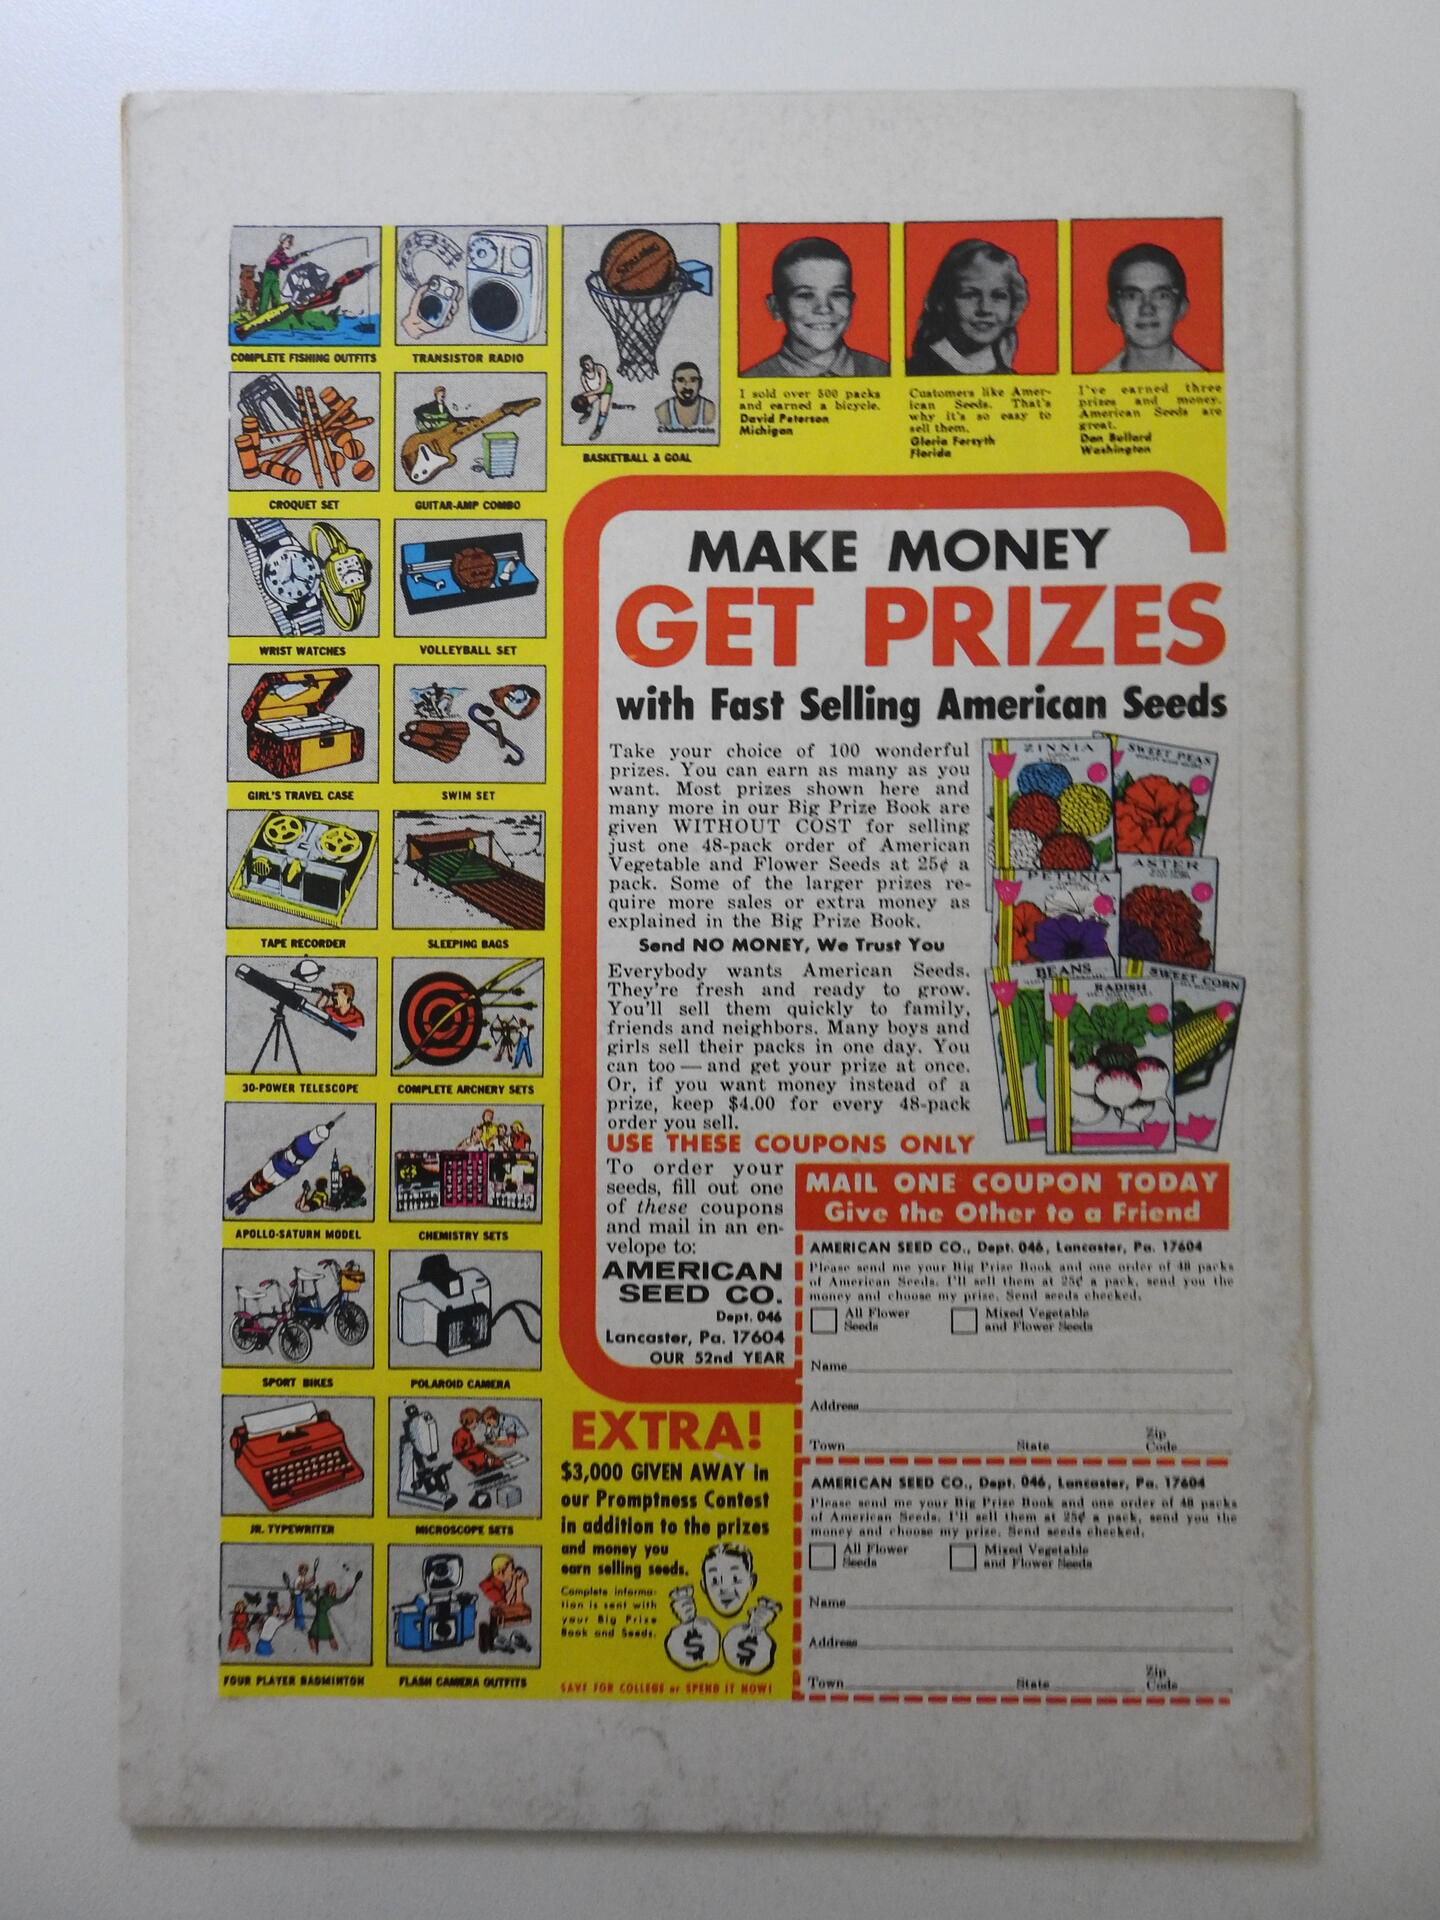 COMPLETE FISHING OUTFITS
TRANSISTOR RADIO
CROQUET SET
GUITAR-AMP COMBO
WRIST WATCHES
VOLLEYBALL SET
GIRL'S TRAVEL CASE
SWIM SET
TAPE RECORDER
SLEEPING BAGS
30-POWER TELESCOPE
COMPLETE ARCHERY SETS
APOLLO-SATURN MODEL
CHEMISTRY SETS
SPORT BIKES
POLAROID CAMERA
JR. TYPEWRITER
MICROSCOPE SETS
FOUR PLAYER BADMINTON
FLASH CAMERA OUTFITS
SPALDING
Barry
Chamberlain
BASKETBALL & GOAL
I sold over 500 packs
and earned a bicycle.
David Peterson
Michigan
Customers like Amer-
ican Seeds. That's
why it's so easy to
sell them.
Gloria Forsyth
Florida
I've earned three
prizes and money.
American Seeds are
great.
Dan Bullard
Washington
MAKE MONEY
GET PRIZES
with Fast Selling American Seeds
Take your choice of 100 wonderful
prizes. You can earn as many as you
want. Most prizes shown here and
many more in our Big Prize Book are
given WITHOUT COST for selling
just one 48-pack order of American
Vegetable and Flower Seeds at 25¢ a
pack. Some of the larger prizes re-
quire more sales or extra money as
explained in the Big Prize Book.
Send NO MONEY, We Trust You
Everybody wants American Seeds.
They're fresh and ready to grow.
You'll sell them quickly to family,
friends and neighbors. Many boys and
girls sell their packs in one day. You
can too — and get your prize at once.
Or, if you want money instead of a
prize, keep $4.00 for every 48-pack
order you sell.
ZINNIA
SWEET PEAS
PETUNIA
ASTER
BEANS
RADISH
SWEET CORN
USE THESE COUPONS ONLY
To order your
seeds, fill out one
of these coupons
and mail in an en-
velope to:
AMERICAN
SEED CO.
Dept. 046
Lancaster, Pa. 17604
OUR 52nd YEAR
MAIL ONE COUPON TODAY
Give the Other to a Friend
AMERICAN SEED CO., Dept. 046, Lancaster, Pa. 17604
Please send me your Big Prize Book and one order of 48 packs
of American Seeds. I'll sell them at 25¢ a pack, send you the
money and choose my prize. Send seeds checked.
All Flower
Seeds
Mixed Vegetable
and Flower Seeds
Name
Address
Town State Zip Code
AMERICAN SEED CO., Dept. 046, Lancaster, Pa. 17604
Please send me your Big Prize Book and one order of 48 packs
of American Seeds. I'll sell them at 25¢ a pack, send you the
money and choose my prize. Send seeds checked.
All Flower
Seeds
Mixed Vegetable
and Flower Seeds
Name
Address
Town State Zip Code
EXTRA!
$3,000 GIVEN AWAY in
our Promptness Contest
in addition to the prizes
and money you
earn selling seeds.
Complete informa-
tion is sent with
your Big Prize
Book and Seeds.
$ $
SAVE FOR COLLEGE or SPEND IT NOW!